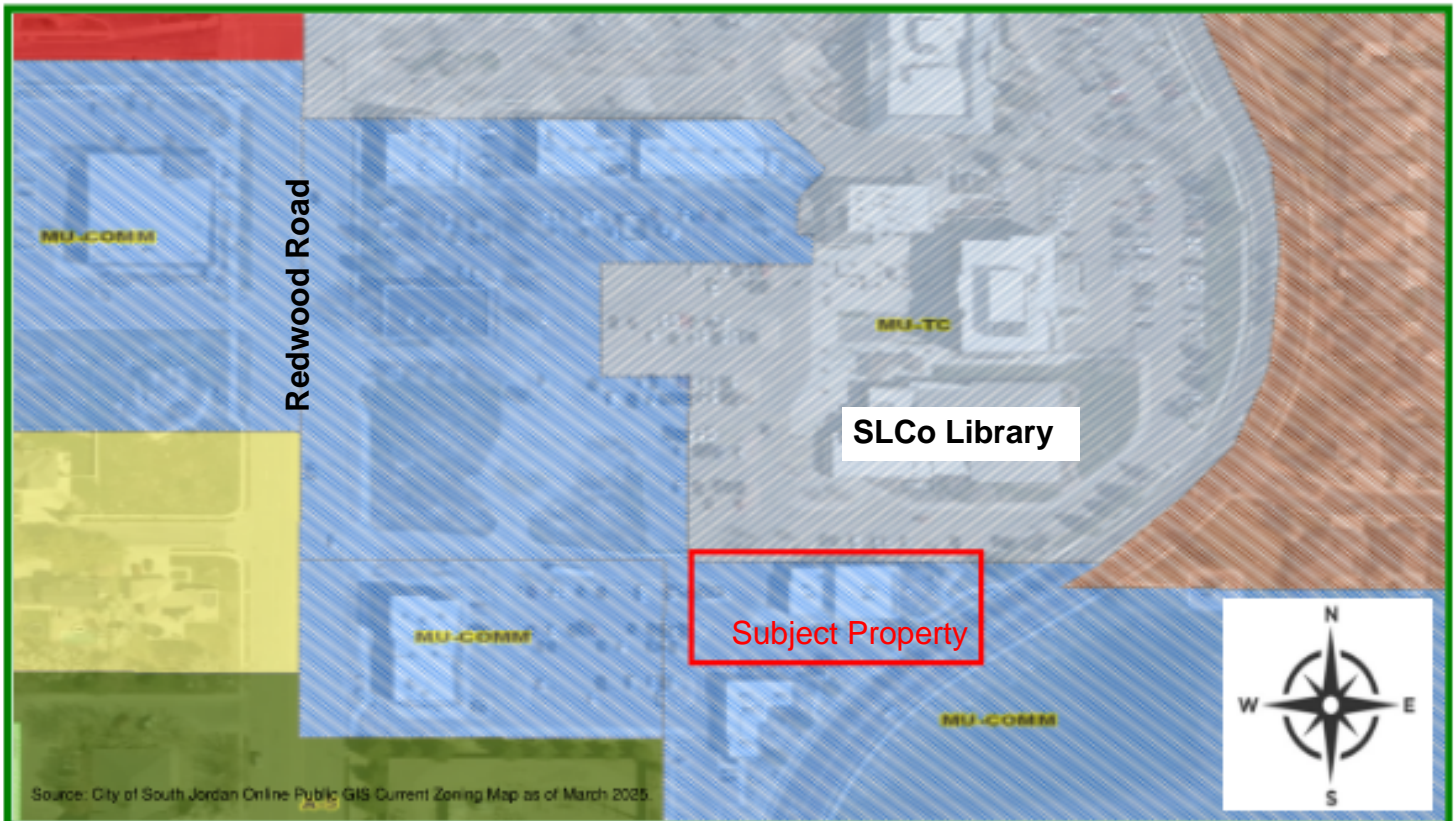 MU-COMM
Redwood Road
MU-TC
SLCo Library
Subject Property
MU-COMM
MU-COMM
N
W
E
S
Source: City of South Jordan Online Public GIS Current Zoning Map as of March 2025.